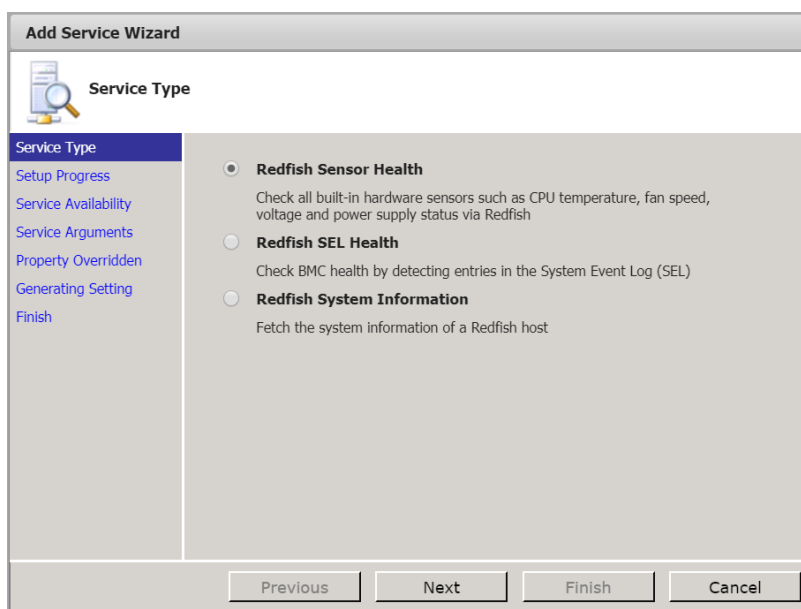 Add Service Wizard
Service Type
Service Type
Setup Progress
Service Availability
Service Arguments
Property Overridden
Generating Setting
Finish
Redfish Sensor Health
Check all built-in hardware sensors such as CPU temperature, fan speed,
voltage and power supply status via Redfish
Redfish SEL Health
Check BMC health by detecting entries in the System Event Log (SEL)
Redfish System Information
Fetch the system information of a Redfish host
Previous
Next
Finish
Cancel